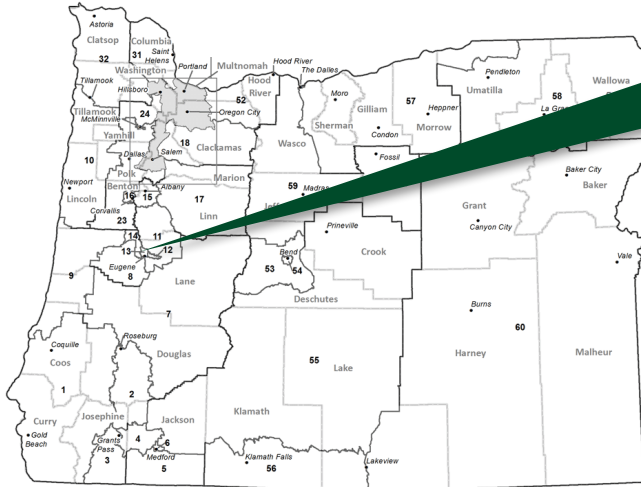 Astoria
Clatsop
Columbia
32
31
Saint
Helens
Washington
Portland
Multnomah
Hood River
The Dalles
Tillamook
Hillsboro
Hood
River
52
Oregon City
Tillamook
McMinnville
24
Yamhill
18
Clackamas
Moro
Sherman
Gilliam
Condon
57
Heppner
Morrow
Pendleton
Umatilla
58
Wallowa
Wasco
Fossil
10
Dallas
Polk
Salem
Marion
Newport
Lincoln
Benton
16
15
Albany
17
Linn
Corvallis
23
59
Madras
Baker City
Baker
Grant
Canyon City
14
11
13
12
Eugene
8
Lane
9
7
Prineville
Crook
Bend
53
54
Deschutes
Vale
Burns
60
Harney
Malheur
Roseburg
Coquille
Coos
Douglas
1
2
55
Lake
Klamath
Curry
Josephine
Jackson
Gold
Beach
Grants
Pass
4
6
Medford
3
5
Klamath Falls
56
Lakeview